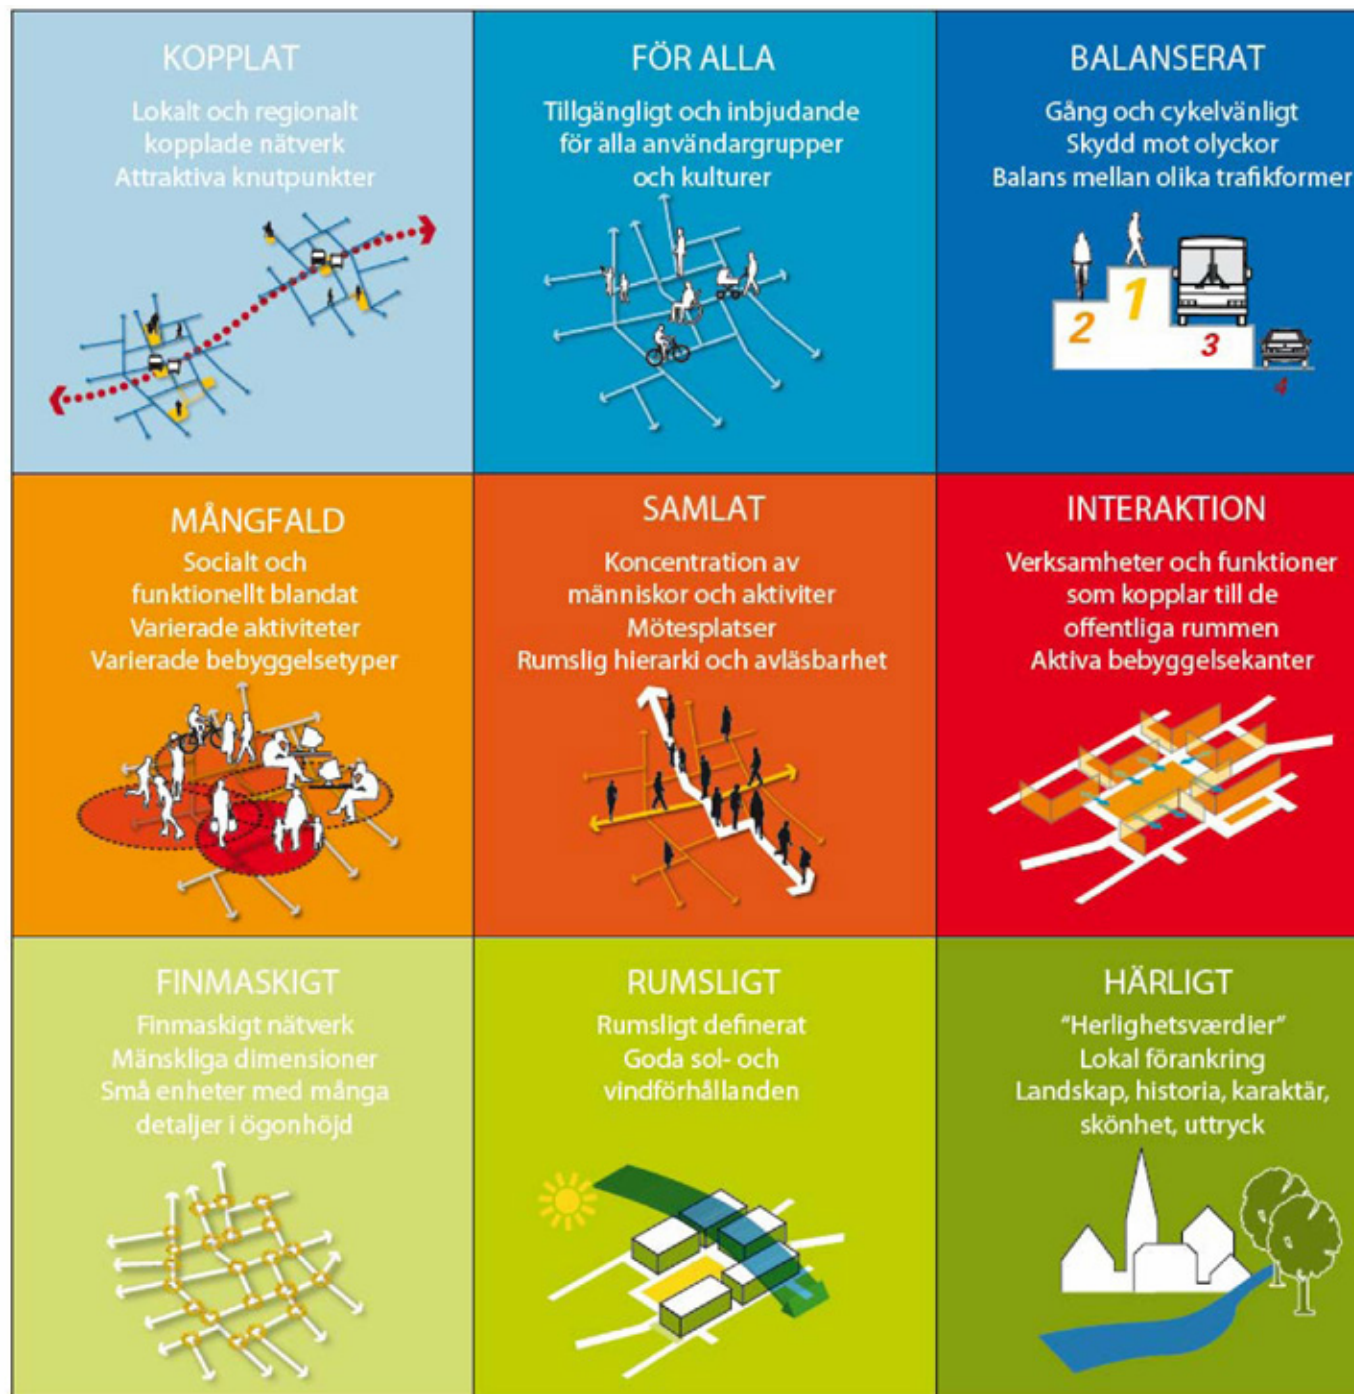 KOPPLAT
Lokalt och regionalt
kopplade nätverk
Attraktiva knutpunkter
FÖR ALLA
Tillgängligt och inbjudande
för alla användargrupper
och kulturer
BALANSERAT
Gång och cykelvänligt
Skydd mot olyckor
Balans mellan olika trafikformer
1
2
3
4
MÅNGFALD
Socialt och
funktionellt blandat
Varierade aktiviteter
Varierade bebyggelsetyper
SAMLAT
Koncentration av
människor och aktiviter
Mötesplatser
Rumslig hierarki och avläsbarhet
INTERAKTION
Verksamheter och funktioner
som kopplar till de
offentliga rummen
Aktiva bebyggelsekanter
FINMASKIGT
Finmaskigt nätverk
Mänskliga dimensioner
Små enheter med många
detaljer i ögonhöjd
RUMSLIGT
Rumsligt definerat
Goda sol- och
vindförhållanden
HÄRLIGT
"Herlighetsværdier"
Lokal förankring
Landskap, historia, karaktär,
skönhet, uttryck